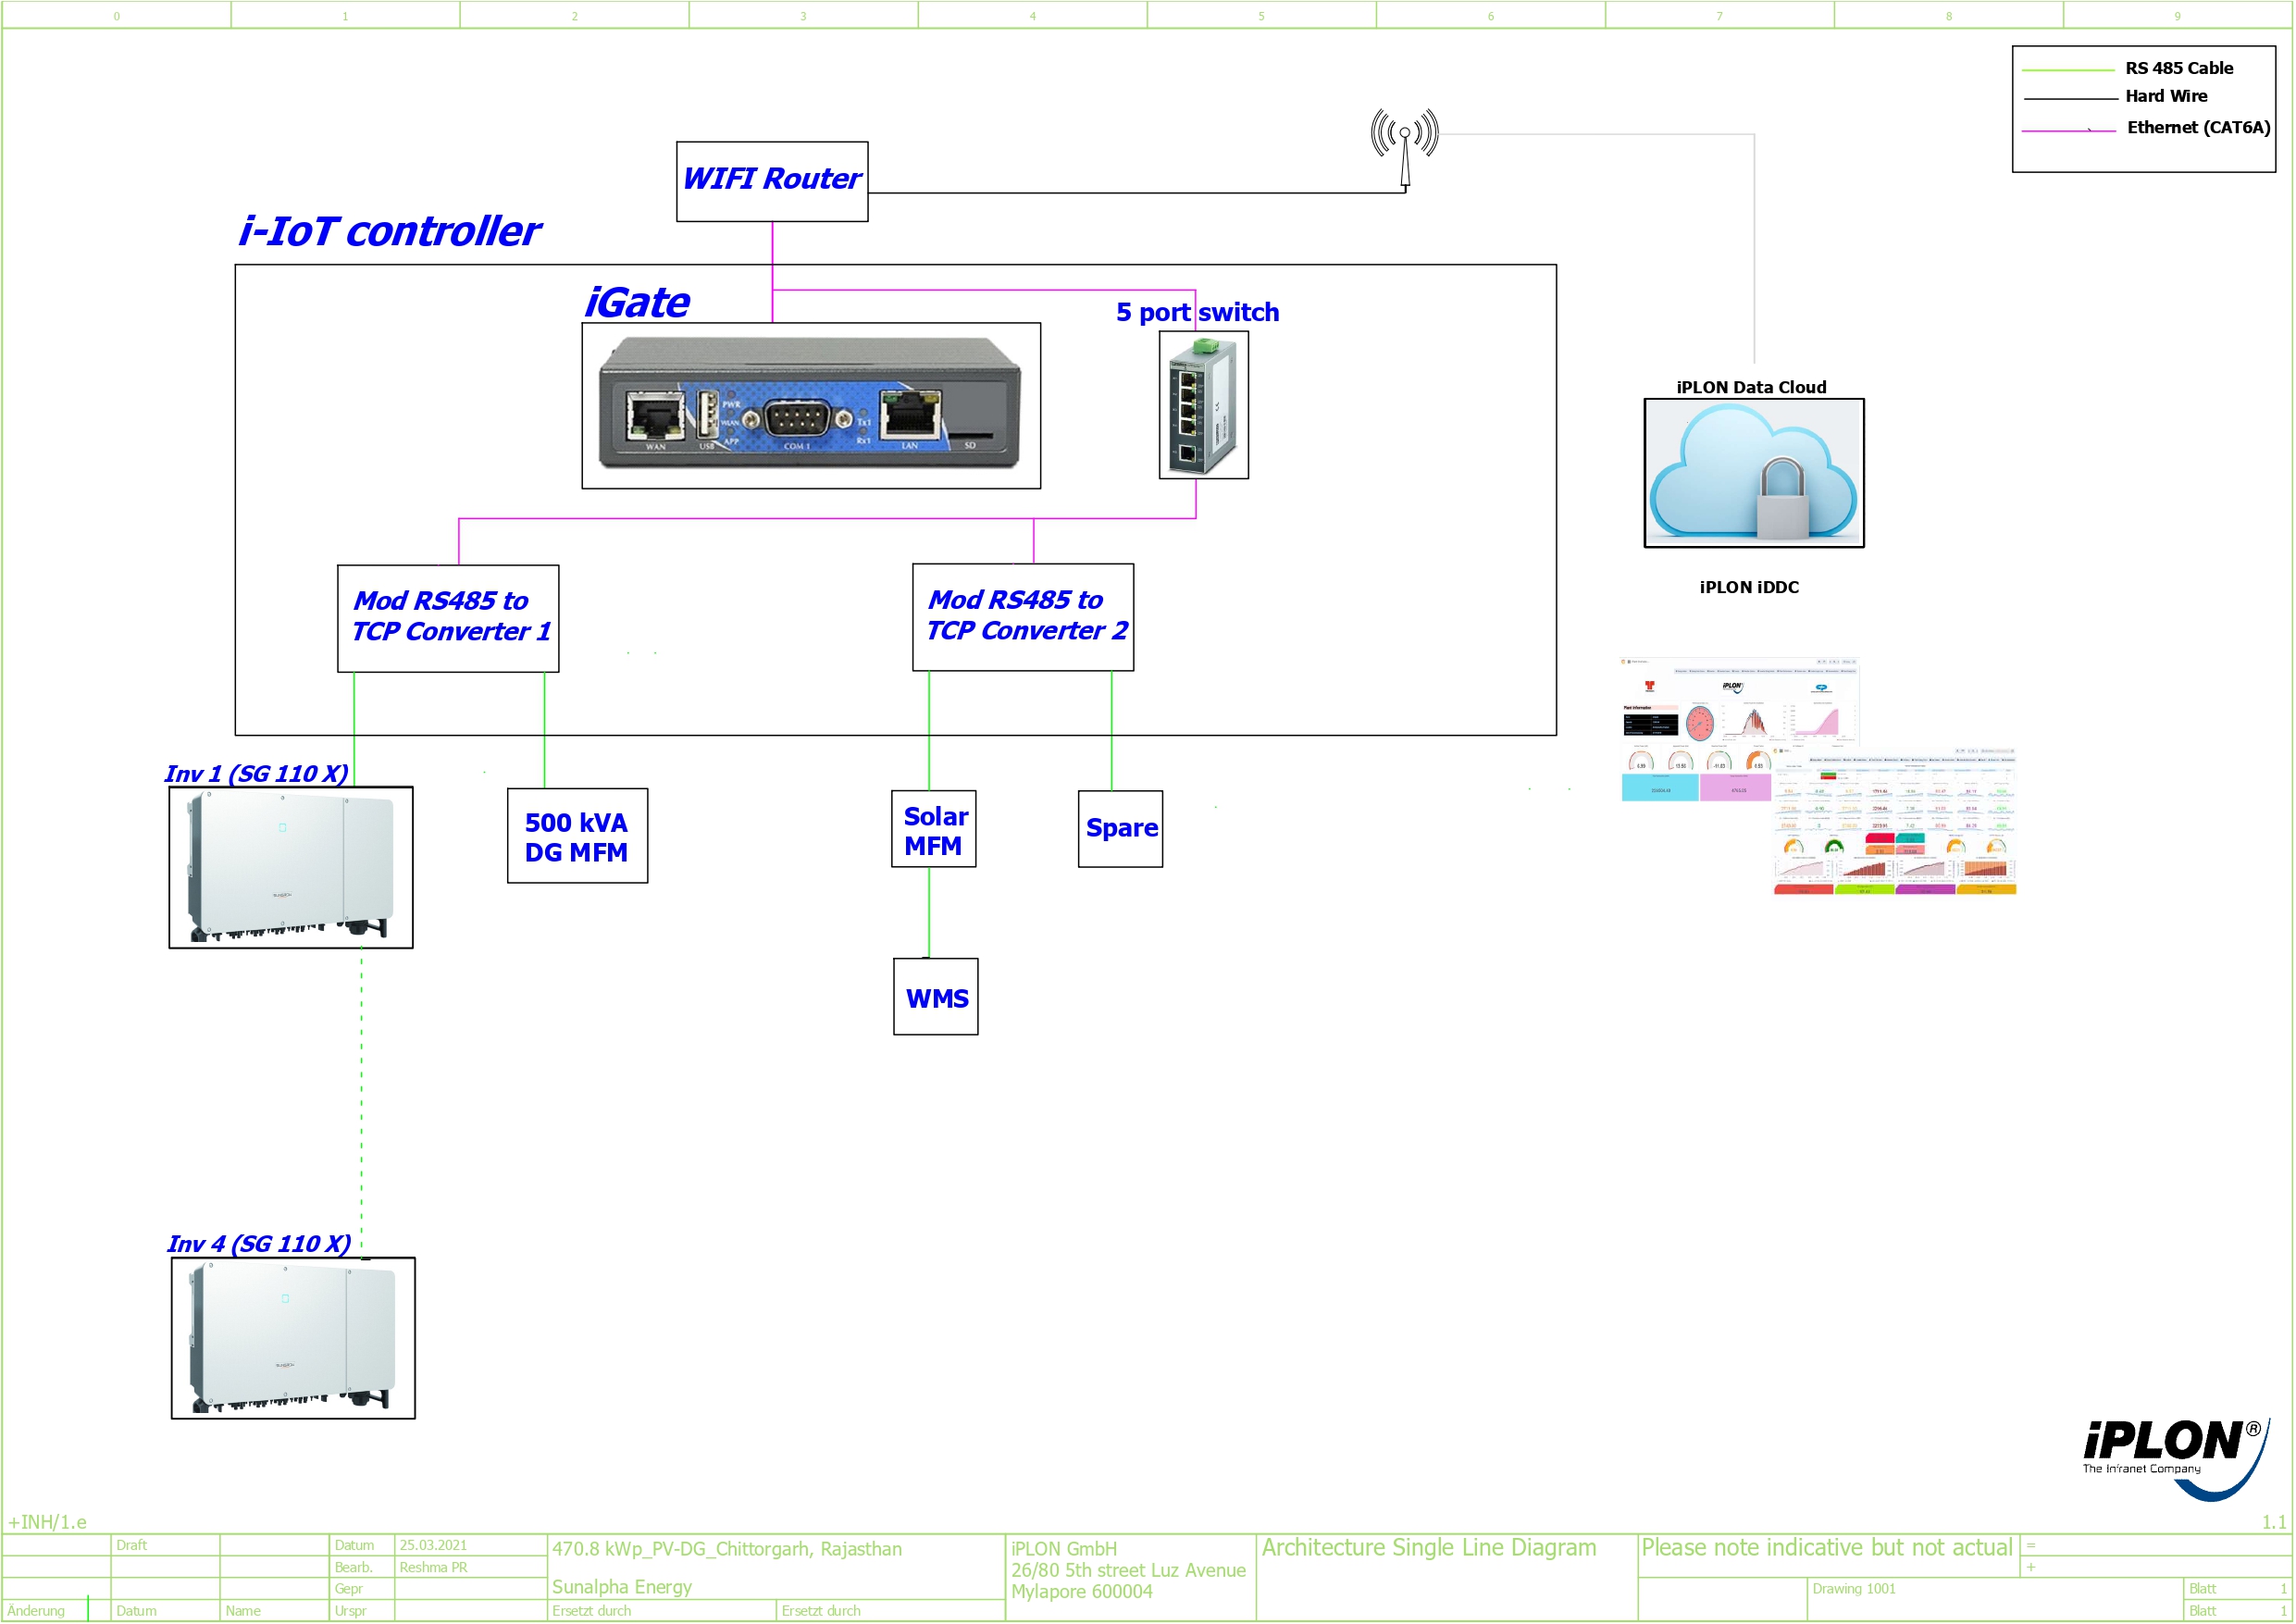 0 1 2 3 4 5 6 7 8 9
RS 485 Cable
Hard Wire
Ethernet (CAT6A)
WIFI Router
i-IoT controller
iGate
5 port switch
WAN
USB
PWR
WLAN
APP
COM 1
Tx1
Rx1
LAN
SD
iPLON Data Cloud
iPLON iDDC
Mod RS485 to
TCP Converter 1
Mod RS485 to
TCP Converter 2
iPLON
Plant Information
Inv 1 (SG 110 X)
500 kVA
DG MFM
Solar
MFM
Spare
WMS
Inv 4 (SG 110 X)
iPLON®
The Infranet Company
+INH/1.e
1.1
Draft
Datum
25.03.2021
Bearb.
Reshma PR
Gepr
Änderung
Datum
Name
Urspr
470.8 kWp_PV-DG_Chittorgarh, Rajasthan
Sunalpha Energy
Ersetzt durch
Ersetzt durch
iPLON GmbH
26/80 5th street Luz Avenue
Mylapore 600004
Architecture Single Line Diagram
Please note indicative but not actual
=
+
Drawing 1001
Blatt 1
Blatt 1